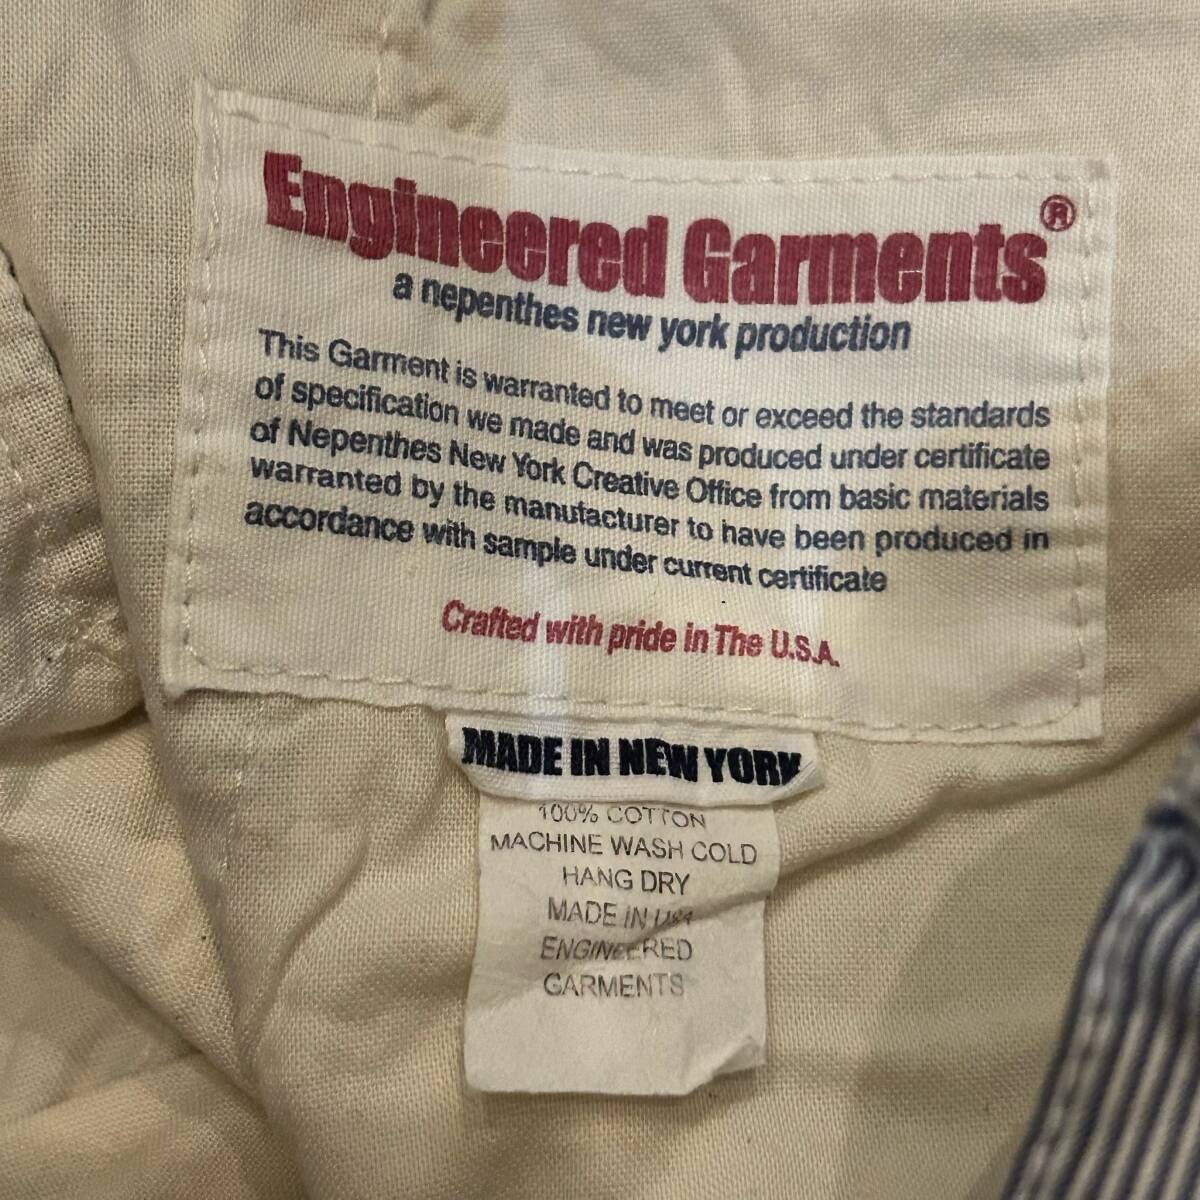 Engineered Garments®
a nepenthes new york production
This Garment is warranted to meet or exceed the standards
of specification we made and was produced under certificate
of Nepenthes New York Creative Office from basic materials
warranted by the manufacturer to have been produced in
accordance with sample under current certificate
Crafted with pride in The U.S.A.
MADE IN NEW YORK
100% COTTON
MACHINE WASH COLD
HANG DRY
MADE IN USA
ENGINEERED
GARMENTS